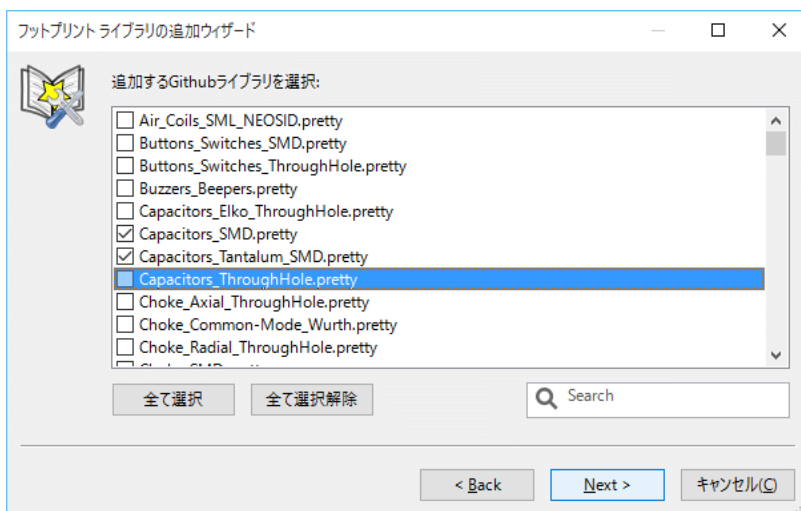 フットプリント ライブラリの追加ウィザード
追加するGithubライブラリを選択:
Air_Coils_SML_NEOSID.pretty
Buttons_Switches_SMD.pretty
Buttons_Switches_ThroughHole.pretty
Buzzers_Beepers.pretty
Capacitors_Elko_ThroughHole.pretty
Capacitors_SMD.pretty
Capacitors_Tantalum_SMD.pretty
Capacitors_ThroughHole.pretty
Choke_Axial_ThroughHole.pretty
Choke_Common-Mode_Wurth.pretty
Choke_Radial_ThroughHole.pretty
全て選択 全て選択解除 Search
< Back Next > キャンセル(C)